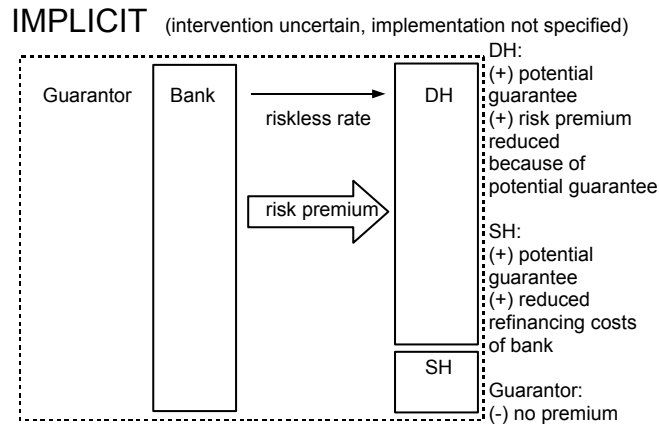 IMPLICIT (intervention uncertain, implementation not specified)
Guarantor
Bank
riskless rate
risk premium
DH
SH
DH:
(+) potential
guarantee
(+) risk premium
reduced
because of
potential guarantee
SH:
(+) potential
guarantee
(+) reduced
refinancing costs
of bank
Guarantor:
(-) no premium